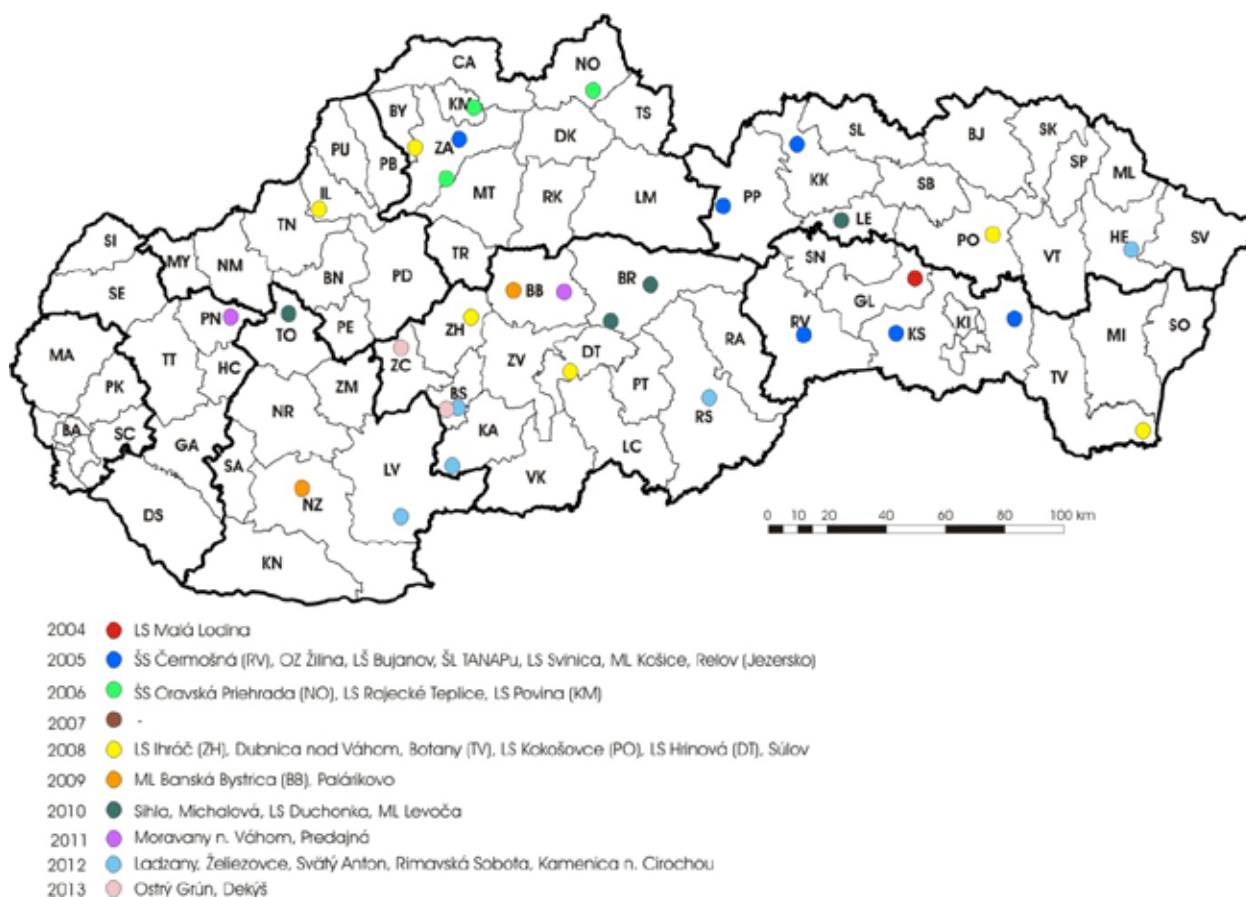 CA
NO
BY
KM
TS
PU
PB
ZA
DK
SL
BJ
SK
SP
ML
IL
MT
RK
LM
PP
KK
SB
TN
LE
PO
HE
SV
SI
MY
NM
TR
SN
VT
SE
BN
PD
BB
BR
GL
PN
TO
PE
ZH
RV
KS
KI
MI
SO
MA
TT
HC
ZC
ZV
DT
RA
TV
PK
ZM
BS
PT
RS
BA
SC
GA
NR
KA
LC
SA
LV
VK
DS
NZ
KN
0 10 20 40 60 80 100 km
2004 LS Malá Lodina
2005 ŠS Čermošná (RV), OZ Žilina, LŠ Bujanov, ŠL TANAPu, LS Svinica, ML Košice, Relov (Jezersko)
2006 ŠS Oravská Priehrada (NO), LS Rajecké Teplice, LS Povina (KM)
2007 -
2008 LS Ihráč (ZH), Dubnica nad Váhom, Botany (TV), LS Kokošovce (PO), LS Hrinová (DT), Súľov
2009 ML Banská Bystrica (BB), Palárikovo
2010 Sihla, Michalová, LS Duchonka, ML Levoča
2011 Moravany n. Váhom, Predajná
2012 Ladzany, Želiezovce, Svätý Anton, Rimavská Sobota, Kamenica n. Cirochou
2013 Ostrý Grún, Dekýš